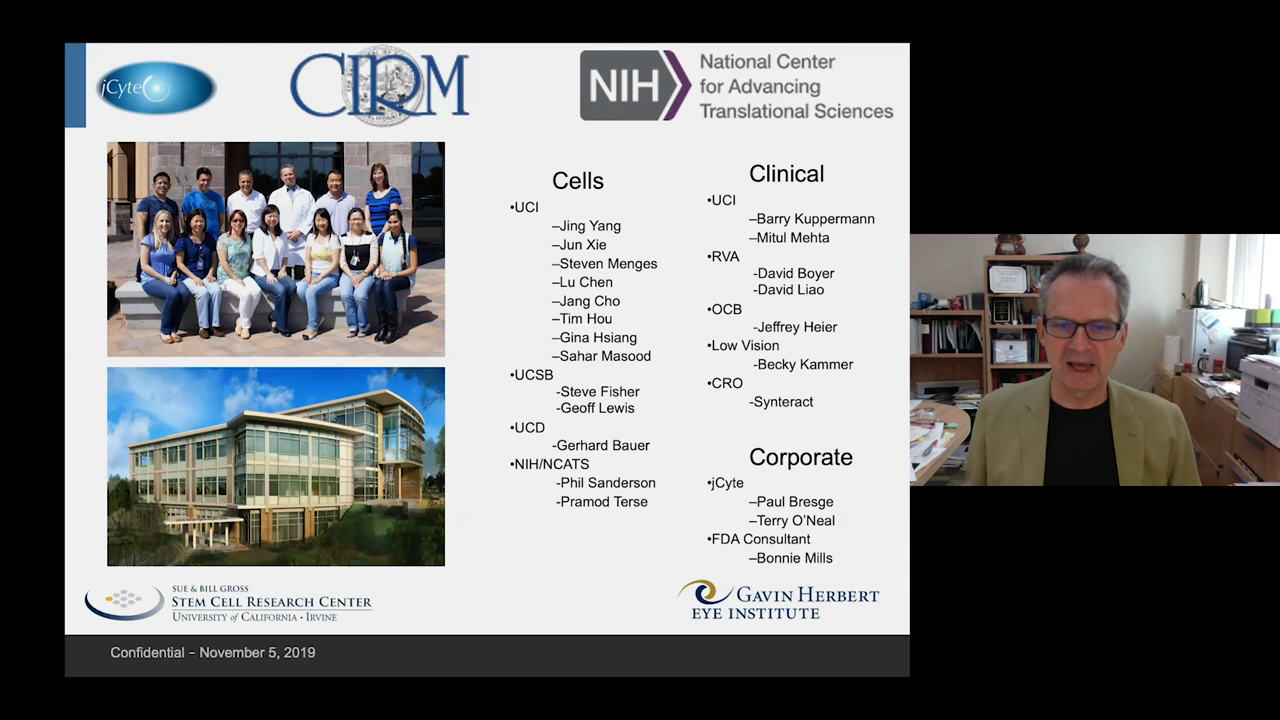 jCyte
CIRM
NIH
National Center
for Advancing
Translational Sciences
Cells
•UCI
–Jing Yang
–Jun Xie
–Steven Menges
–Lu Chen
–Jang Cho
–Tim Hou
–Gina Hsiang
–Sahar Masood
•UCSB
-Steve Fisher
-Geoff Lewis
•UCD
-Gerhard Bauer
•NIH/NCATS
-Phil Sanderson
-Pramod Terse
Clinical
•UCI
–Barry Kuppermann
–Mitul Mehta
•RVA
-David Boyer
-David Liao
•OCB
-Jeffrey Heier
•Low Vision
-Becky Kammer
•CRO
-Synteract
Corporate
•jCyte
–Paul Bresge
–Terry O’Neal
•FDA Consultant
–Bonnie Mills
SUE & BILL GROSS
STEM CELL RESEARCH CENTER
UNIVERSITY of CALIFORNIA • IRVINE
GAVIN HERBERT
EYE INSTITUTE
Confidential – November 5, 2019